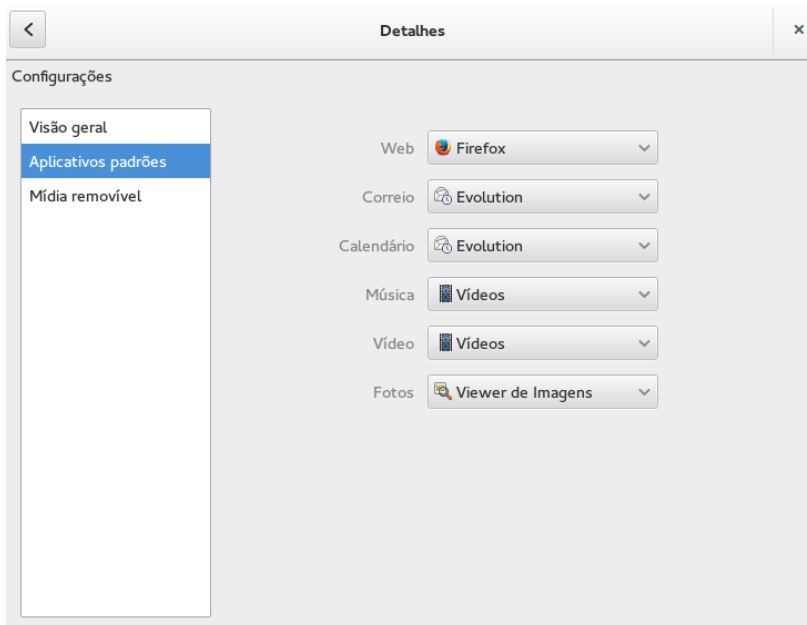 Detalhes
Configurações
Visão geral
Aplicativos padrões
Mídia removível
Web Firefox
Correio Evolution
Calendário Evolution
Música Vídeos
Vídeo Vídeos
Fotos Viewer de Imagens